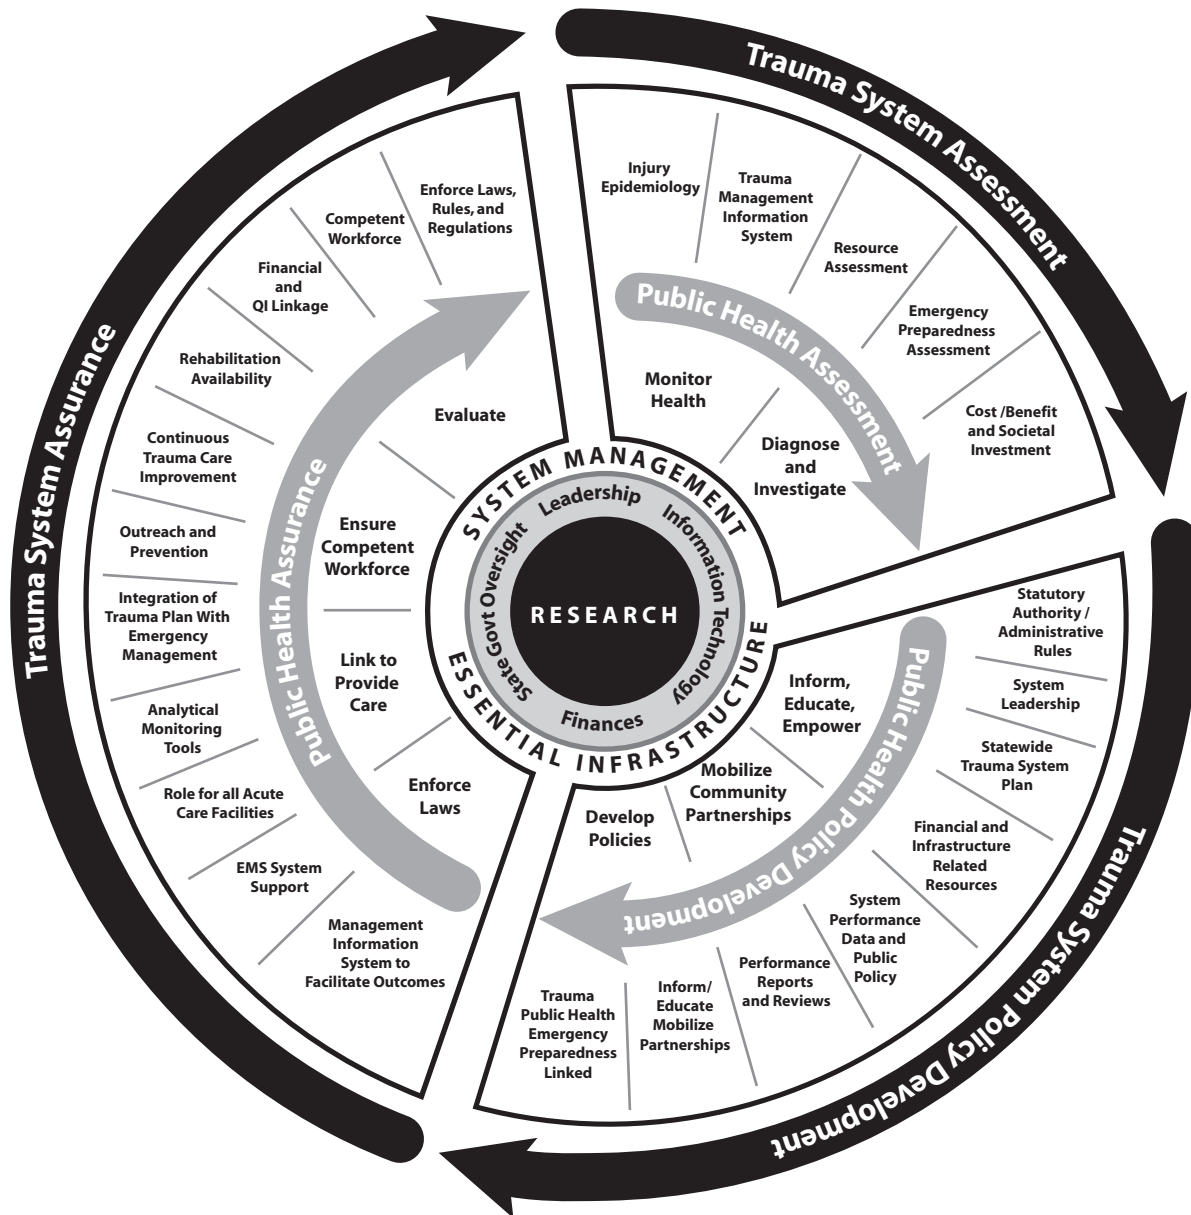 Trauma System Assessment
Injury
Epidemiology
Trauma
Management
Information
System
Resource
Assessment
Emergency
Preparedness
Assessment
Cost /Benefit
and Societal
Investment
Public Health Assessment
Monitor
Health
Diagnose
and
Investigate
Trauma System Policy Development
Statutory
Authority /
Administrative
Rules
System
Leadership
Statewide
Trauma System
Plan
Financial and
Infrastructure
Related
Resources
System
Performance
Data and
Public
Policy
Performance
Reports
and Reviews
Inform/
Educate
Mobilize
Partnerships
Trauma
Public Health
Emergency
Preparedness
Linked
Public Health Policy Development
Inform,
Educate,
Empower
Mobilize
Community
Partnerships
Develop
Policies
Trauma System Assurance
Management
Information
System to
Facilitate Outcomes
EMS System
Support
Role for all Acute
Care Facilities
Analytical
Monitoring
Tools
Integration of
Trauma Plan With
Emergency
Management
Outreach and
Prevention
Continuous
Trauma Care
Improvement
Rehabilitation
Availability
Financial
and
QI Linkage
Competent
Workforce
Enforce Laws,
Rules, and
Regulations
Public Health Assurance
Enforce
Laws
Link to
Provide
Care
Ensure
Competent
Workforce
Evaluate
SYSTEM MANAGEMENT
ESSENTIAL INFRASTRUCTURE
Leadership
Information Technology
Finances
State Govt Oversight
RESEARCH